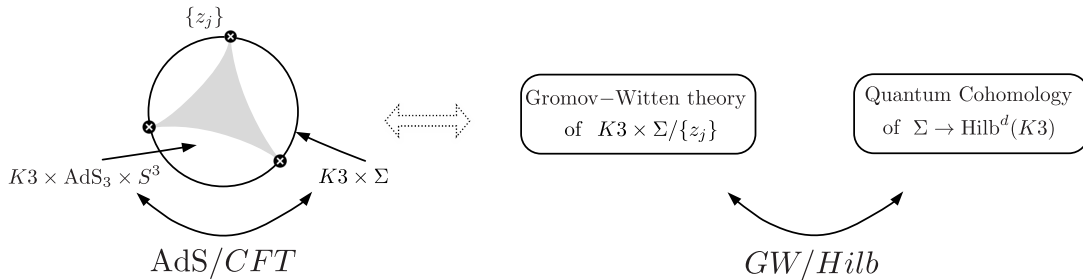 {z_j}
K3 × AdS_3 × S^3
K3 × Σ
AdS/CFT
Gromov−Witten theory
of K3 × Σ/{z_j}
Quantum Cohomology
of Σ → Hilb^d(K3)
GW/Hilb